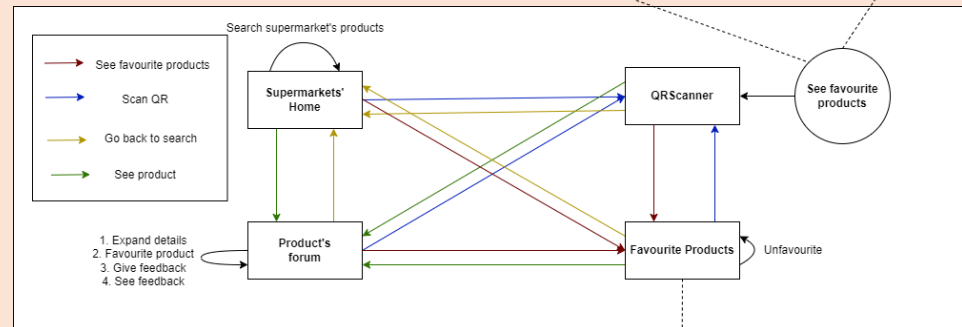 Search supermarket's products
See favourite products
Scan QR
Go back to search
See product
Supermarkets'
Home
QRScanner
See favourite
products
1. Expand details
2. Favourite product
3. Give feedback
4. See feedback
Product's
forum
Favourite Products
Unfavourite